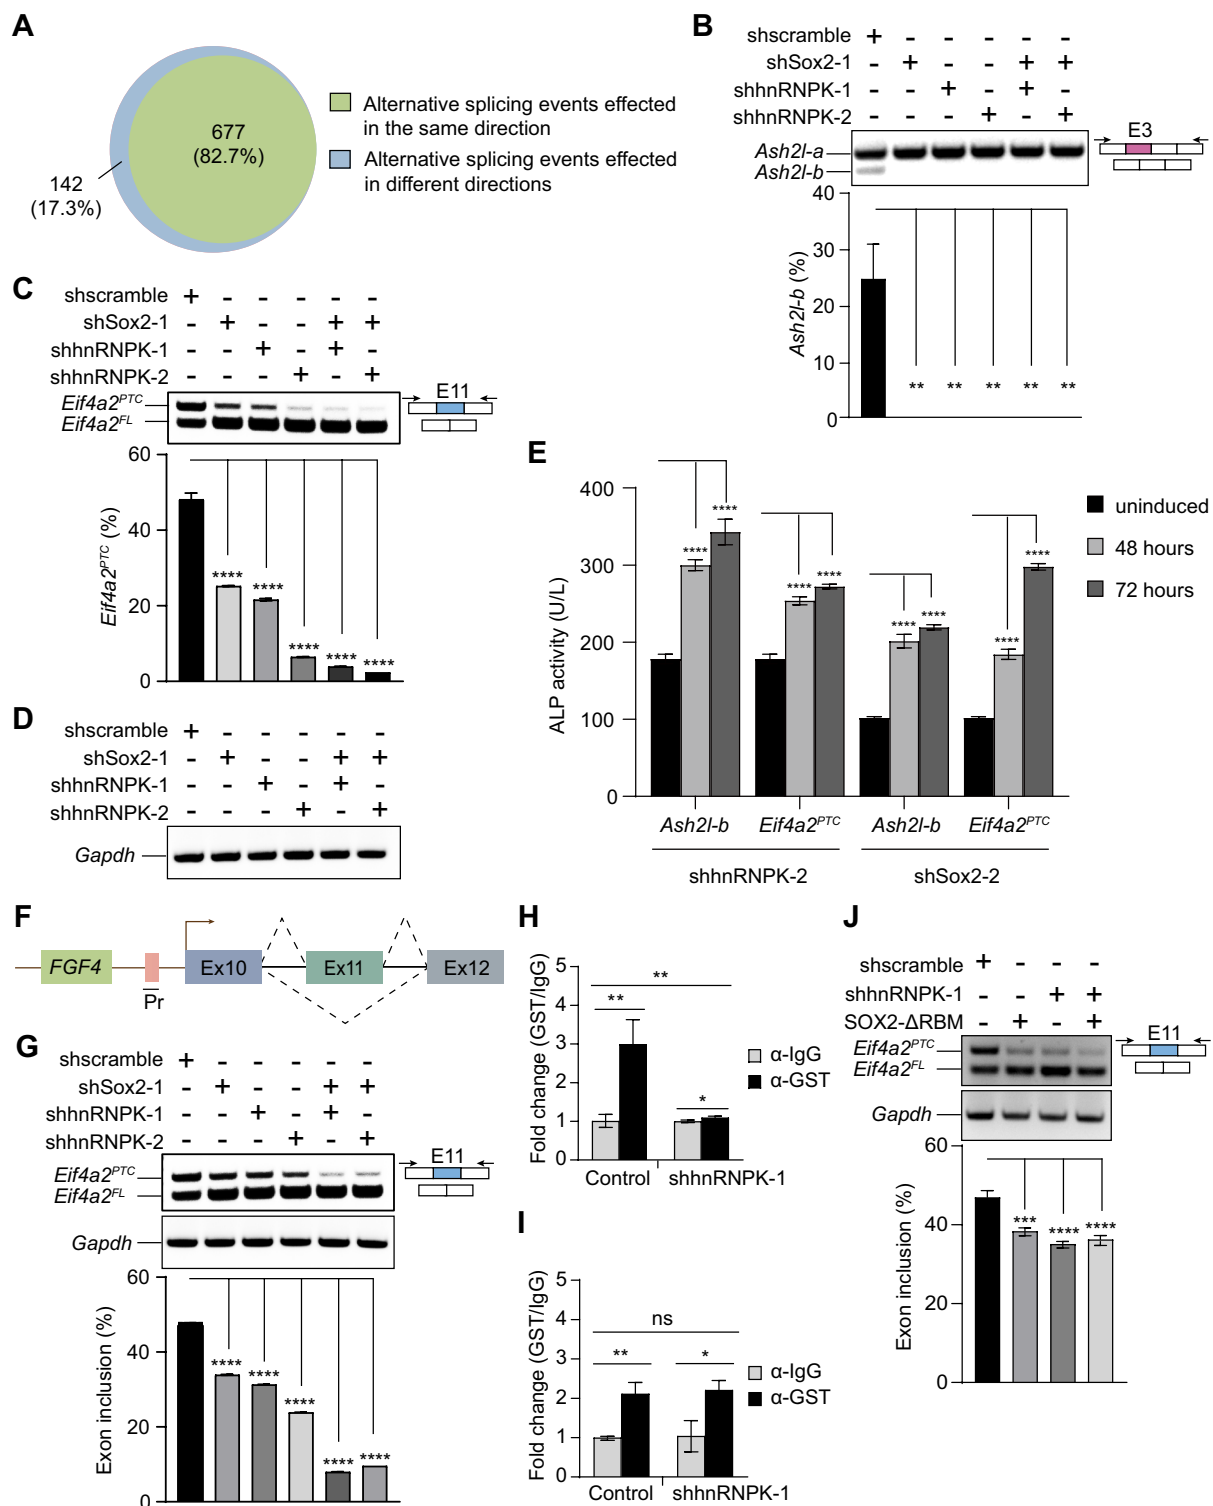 A
677
(82.7%)
142
(17.3%)
Alternative splicing events effected
in the same direction
Alternative splicing events effected
in different directions
B
shscramble + - - - - -
shSox2-1 - + - - + +
shhnRNPK-1 - - + - + -
shhnRNPK-2 - - - + - +
Ash2l-a
Ash2l-b
E3
Ash2l-b (%)
40
30
20
10
0
** ** ** ** **
C
shscramble + - - - - -
shSox2-1 - + - - + +
shhnRNPK-1 - - + - + -
shhnRNPK-2 - - - + - +
Eif4a2PTC
Eif4a2FL
E11
Eif4a2PTC (%)
60
40
20
0
**** **** **** **** ****
D
shscramble + - - - - -
shSox2-1 - + - - + +
shhnRNPK-1 - - + - + -
shhnRNPK-2 - - - + - +
Gapdh
E
ALP activity (U/L)
400
300
200
100
0
**** **** **** **** **** **** **** ****
uninduced
48 hours
72 hours
Ash2l-b Eif4a2PTC Ash2l-b Eif4a2PTC
shhnRNPK-2 shSox2-2
F
FGF4 Pr Ex10 Ex11 Ex12
G
shscramble + - - - - -
shSox2-1 - + - - + +
shhnRNPK-1 - - + - + -
shhnRNPK-2 - - - + - +
Eif4a2PTC
Eif4a2FL
Gapdh
E11
Exon inclusion (%)
60
40
20
0
**** **** **** **** ****
H
Fold change (GST/IgG)
5
4
3
2
1
0
**
**
*
α-IgG
α-GST
Control shhnRNPK-1
I
Fold change (GST/IgG)
5
4
3
2
1
0
ns
** *
α-IgG
α-GST
Control shhnRNPK-1
J
shscramble + - - -
shhnRNPK-1 - - + +
SOX2-ΔRBM - + - +
Eif4a2PTC
Eif4a2FL
Gapdh
E11
Exon inclusion (%)
60
40
20
0
*** **** ****